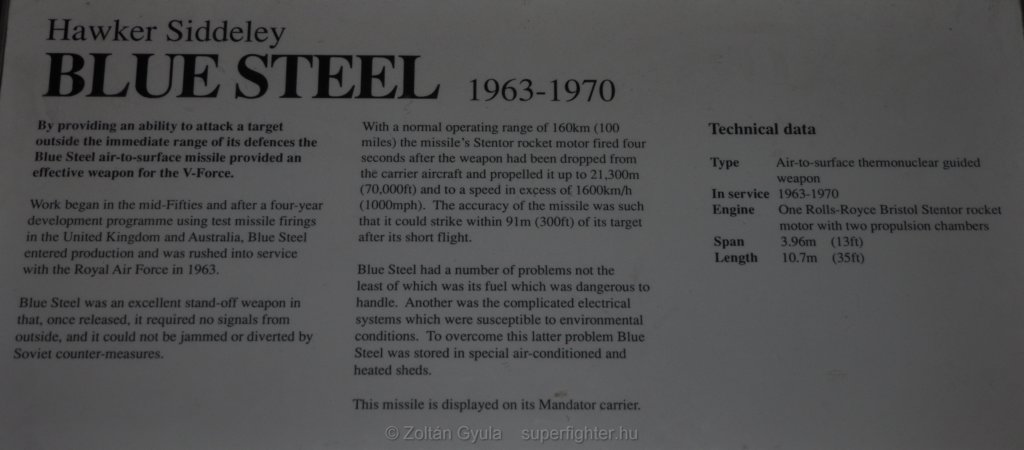 Hawker Siddeley
BLUE STEEL 1963-1970
By providing an ability to attack a target
outside the immediate range of its defences the
Blue Steel air-to-surface missile provided an
effective weapon for the V-Force.
Work began in the mid-Fifties and after a four-year
development programme using test missile firings
in the United Kingdom and Australia, Blue Steel
entered production and was rushed into service
with the Royal Air Force in 1963.
Blue Steel was an excellent stand-off weapon in
that, once released, it required no signals from
outside, and it could not be jammed or diverted by
Soviet counter-measures.
With a normal operating range of 160km (100
miles) the missile's Stentor rocket motor fired four
seconds after the weapon had been dropped from
the carrier aircraft and propelled it up to 21,300m
(70,000ft) and to a speed in excess of 1600km/h
(1000mph). The accuracy of the missile was such
that it could strike within 91m (300ft) of its target
after its short flight.
Blue Steel had a number of problems not the
least of which was its fuel which was dangerous to
handle. Another was the complicated electrical
systems which were susceptible to environmental
conditions. To overcome this latter problem Blue
Steel was stored in special air-conditioned and
heated sheds.
This missile is displayed on its Mandator carrier.
Technical data
Type Air-to-surface thermonuclear guided
weapon
In service 1963-1970
Engine One Rolls-Royce Bristol Stentor rocket
motor with two propulsion chambers
Span 3.96m (13ft)
Length 10.7m (35ft)
© Zoltán Gyula superfighter.hu